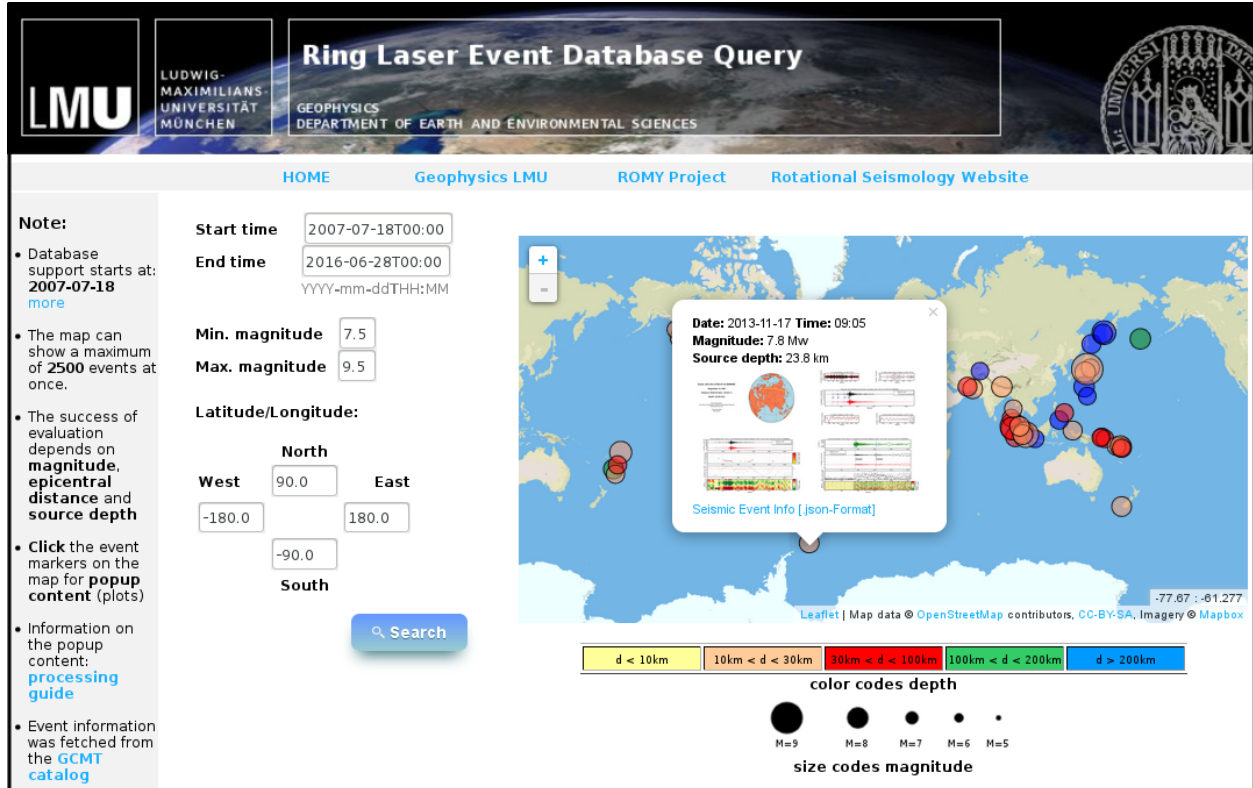 LMU
LUDWIG-
MAXIMILIANS-
UNIVERSITÄT
MÜNCHEN
Ring Laser Event Database Query
GEOPHYSICS
DEPARTMENT OF EARTH AND ENVIRONMENTAL SCIENCES
HOME
Geophysics LMU
ROMY Project
Rotational Seismology Website
Note:
• Database
support starts at:
2007-07-18
more
• The map can
show a maximum
of 2500 events at
once.
• The success of
evaluation
depends on
magnitude,
epicentral
distance and
source depth
• Click the event
markers on the
map for popup
content (plots)
• Information on
the popup
content:
processing
guide
• Event information
was fetched from
the GCMT
catalog
Start time 2007-07-18T00:00
End time 2016-06-28T00:00
YYYY-mm-ddTHH:MM
Min. magnitude 7.5
Max. magnitude 9.5
Latitude/Longitude:
North
West 90.0 East
-180.0 180.0
-90.0
South
Search
+
-
×
Date: 2013-11-17 Time: 09:05
Magnitude: 7.8 Mw
Source depth: 23.8 km
Seismic Event Info [.json-Format]
-77.67 : -61.277
Leaflet | Map data © OpenStreetMap contributors, CC-BY-SA, Imagery © Mapbox
d < 10km 10km < d < 30km 30km < d < 100km 100km < d < 200km d > 200km
color codes depth
M=9 M=8 M=7 M=6 M=5
size codes magnitude